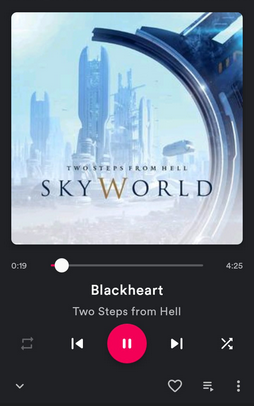 TWO STEPS FROM HELL
SKYWORLD
0:19
4:25
Blackheart
Two Steps from Hell